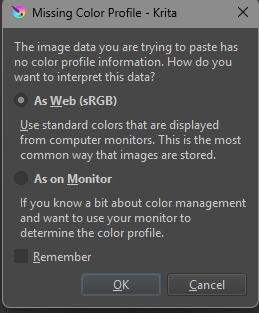 Missing Color Profile - Krita
The image data you are trying to paste has
no color profile information. How do you
want to interpret this data?
As Web (sRGB)
Use standard colors that are displayed
from computer monitors. This is the most
common way that images are stored.
As on Monitor
If you know a bit about color management
and want to use your monitor to
determine the color profile.
Remember
OK
Cancel